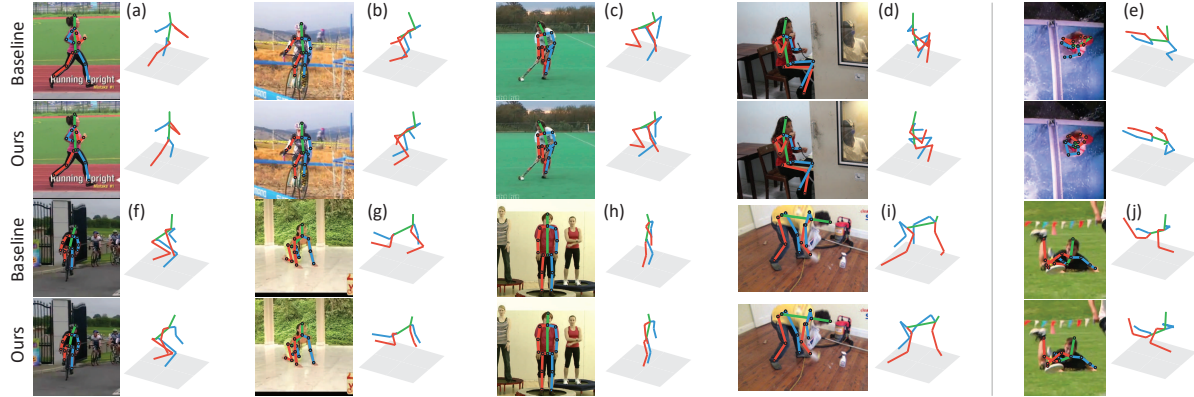 Baseline
(a)
(b)
(c)
(d)
(e)
Running Upright
Ours
Running Upright
Baseline
(f)
(g)
(h)
(i)
(j)
Ours